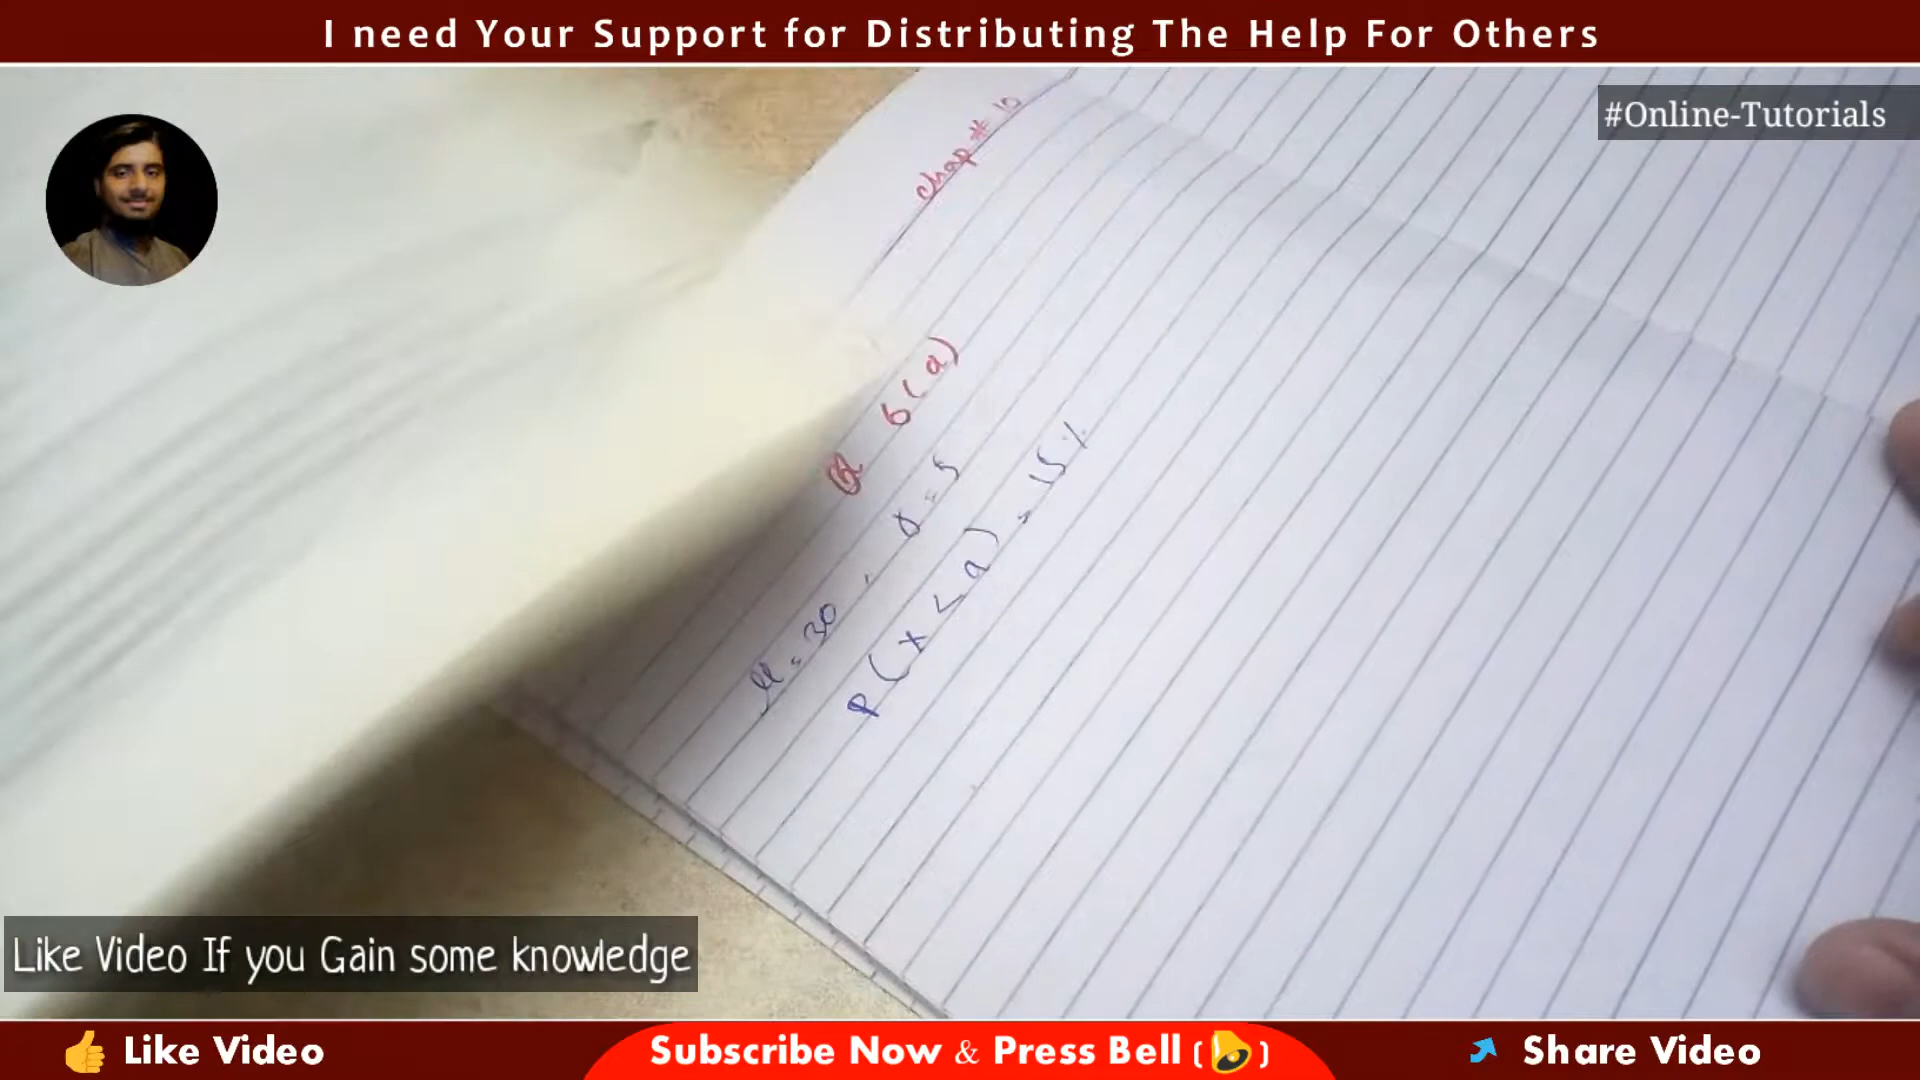 I need Your Support for Distributing The Help For Others
#Online-Tutorials
Chap # 10
Q 6(a)
μ = 30 , σ = 5
P(x < a) = 15%
Like Video If you Gain some knowledge
Like Video
Subscribe Now & Press Bell ( )
Share Video